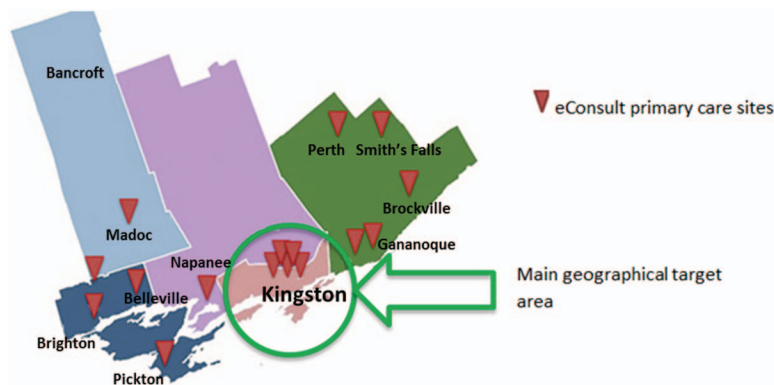 Bancroft
eConsult primary care sites
Perth
Smith's Falls
Brockville
Madoc
Gananoque
Napanee
Main geographical target
area
Belleville
Kingston
Brighton
Pickton